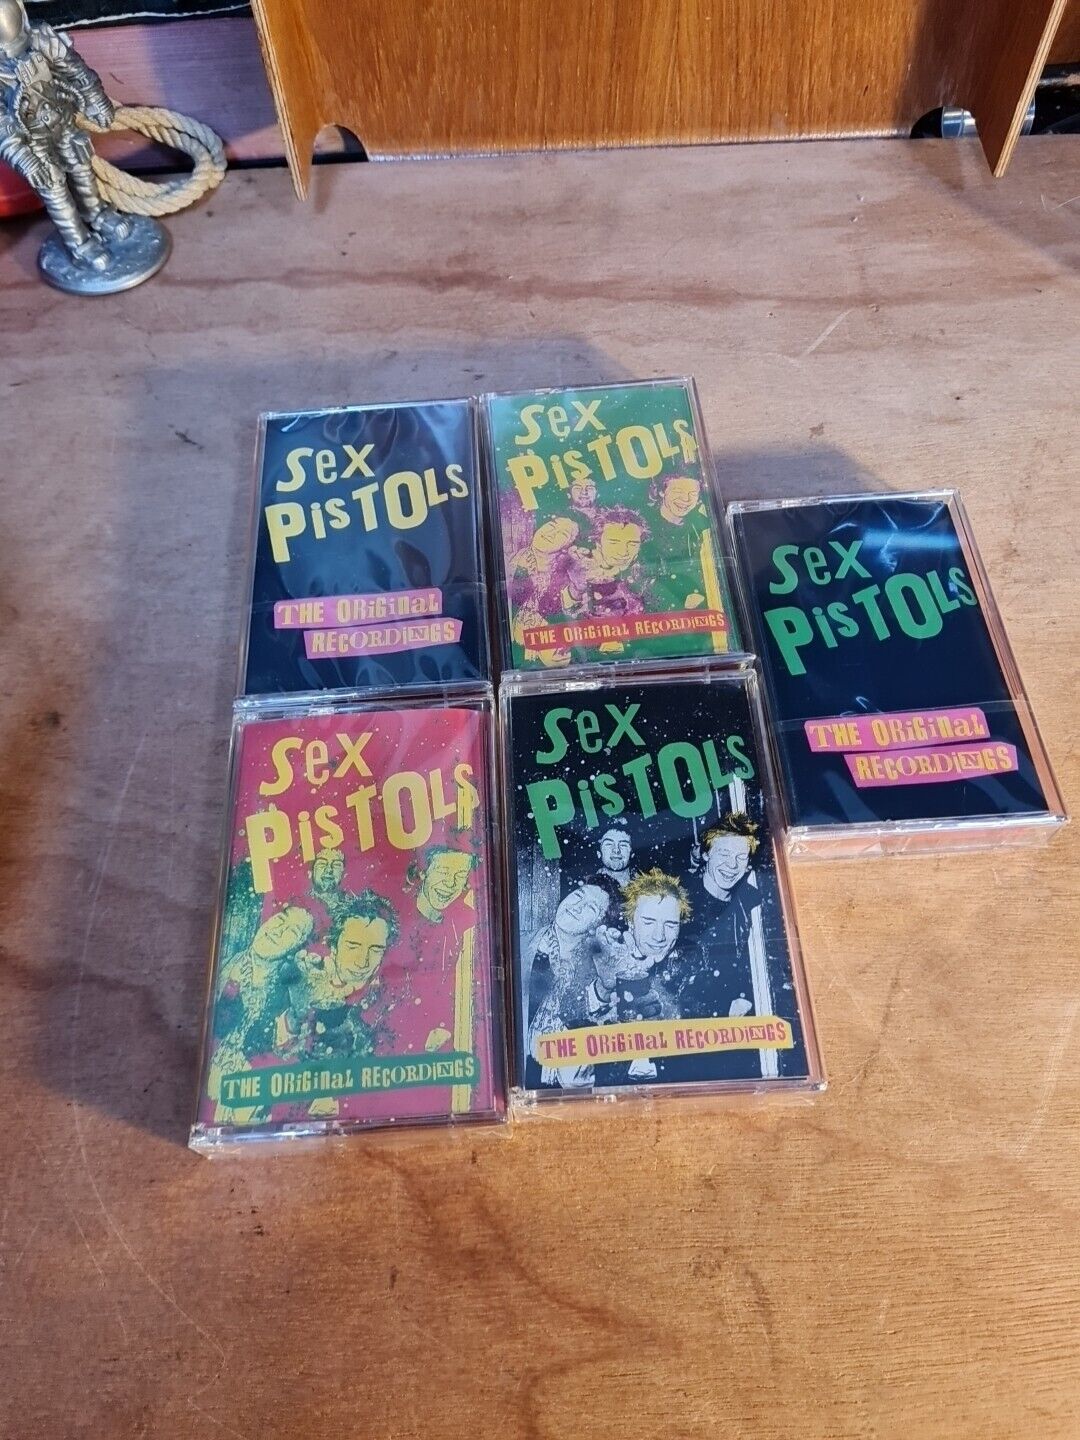 Sex
PiSTOLS
THE ORiGinaL
RECORDINGS
Sex
PiSTOLS
THE ORiGinaL RECORDINGS
Sex
PiSTOLS
THE ORiGinaL
RECORDINGS
Sex
PiSTOLS
THE ORiGinaL RECORDINGS
Sex
PiSTOLS
THE ORiGinaL RECORDINGS